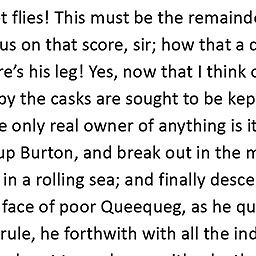 t flies! This must be the remainde
us on that score, sir; how that a
re's his leg! Yes, now that I think
by the casks are sought to be kep
e only real owner of anything is it
up Burton, and break out in the
in a rolling sea; and finally desce
face of poor Queequeg, as he qu
rule, he forthwith with all the ind